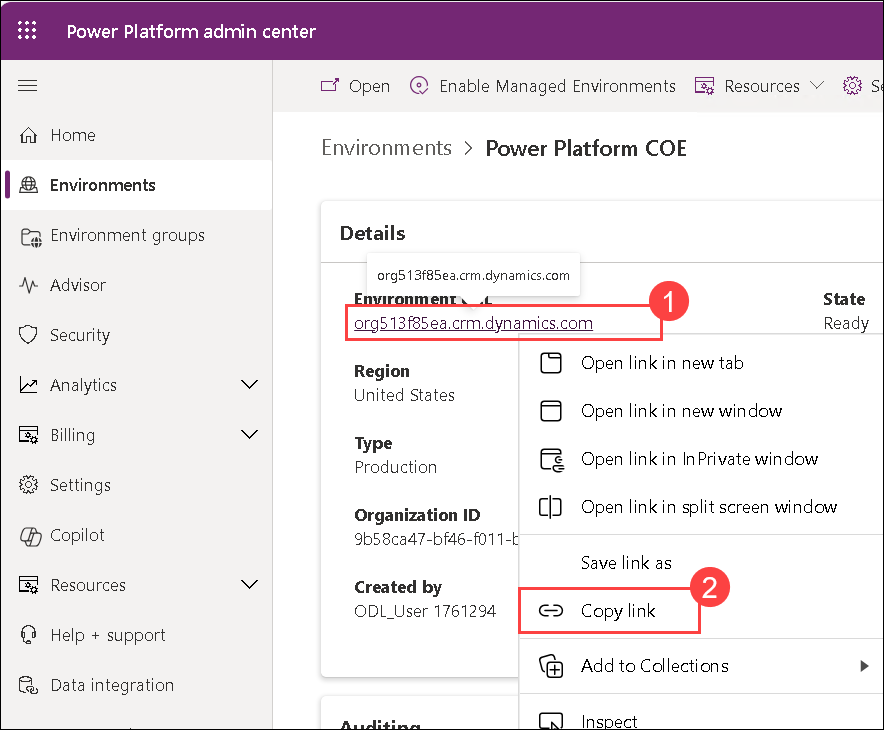 Power Platform admin center
Open
Enable Managed Environments
Resources
Home
Environments
Environment groups
Advisor
Security
Analytics
Billing
Settings
Copilot
Resources
Help + support
Data integration
Environments > Power Platform COE
Details
org513f85ea.crm.dynamics.com
Environment
org513f85ea.crm.dynamics.com
1
State
Ready
Region
United States
Type
Production
Organization ID
9b58ca47-bf46-f011-b
Created by
ODL_User 1761294
Auditing
Open link in new tab
Open link in new window
Open link in InPrivate window
Open link in split screen window
Save link as
2
Copy link
Add to Collections
Inspect